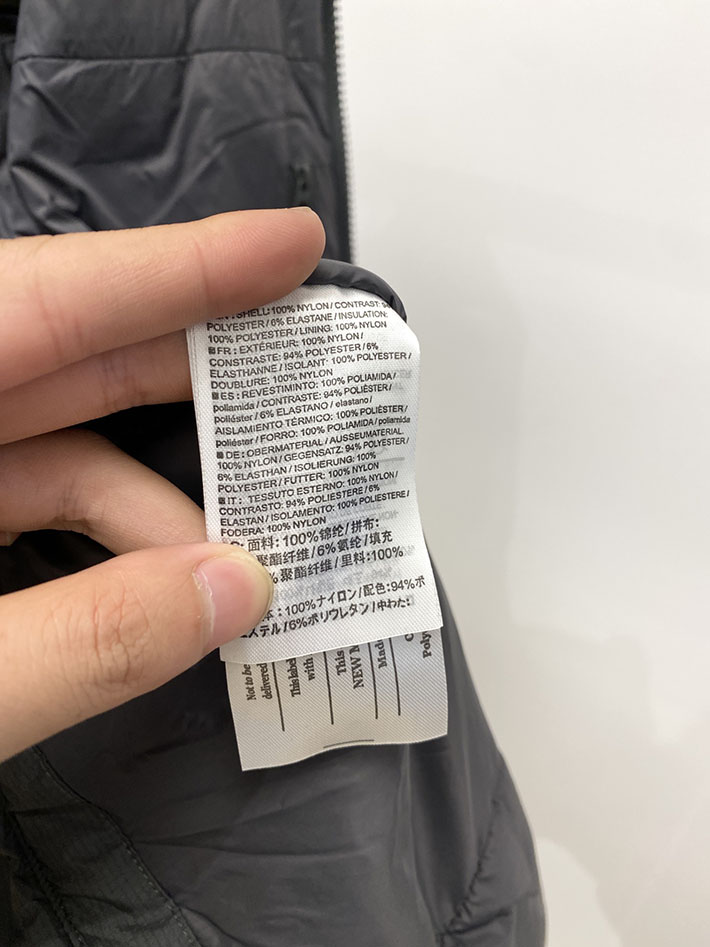 EN : SHELL: 100% NYLON / CONTRAST: 94%
POLYESTER / 6% ELASTANE / INSULATION:
100% POLYESTER / LINING: 100% NYLON
FR : EXTÉRIEUR: 100% NYLON /
CONSTRASTE: 94% POLYESTER / 6%
ELASTHANNE / ISOLANT: 100% POLYESTER /
DOUBLURE: 100% NYLON
ES : REVESTIMINTO: 100% POLIAMIDA /
poliamida / CONTRASTE: 94% POLIÉSTER /
poliéster / 6% ELASTANO / elastano /
AISLAMIENTO TÉRMICO: 100% POLIÉSTER /
poliéster / FORRO: 100% POLIAMIDA / poliamida
DE : OBERMATERIAL / AUSSEUMATERIAL.
100% NYLON / GEGENSATZ: 94% POLYESTER /
6% ELASTHAN / ISOLIERUNG: 100%
POLYESTER / FUTTER: 100% NYLON
IT : TESSUTO ESTERNO: 100% NYLON /
CONTRASTO: 94% POLIESTERE / 6%
ELASTAN / ISOLAMENTO: 100% POLIESTERE /
FODERA: 100% NYLON
面料: 100%锦纶 / 拼布:
聚酯纤维 / 6%氨纶 / 填充
聚酯纤维 / 里料: 100%
本: 100%ナイロン / 配色: 94%ポ
ステル / 6%ポリウレタン / 中わた:
Not to be
delivered
This label
with
This
NEW M
Made
C
Poly